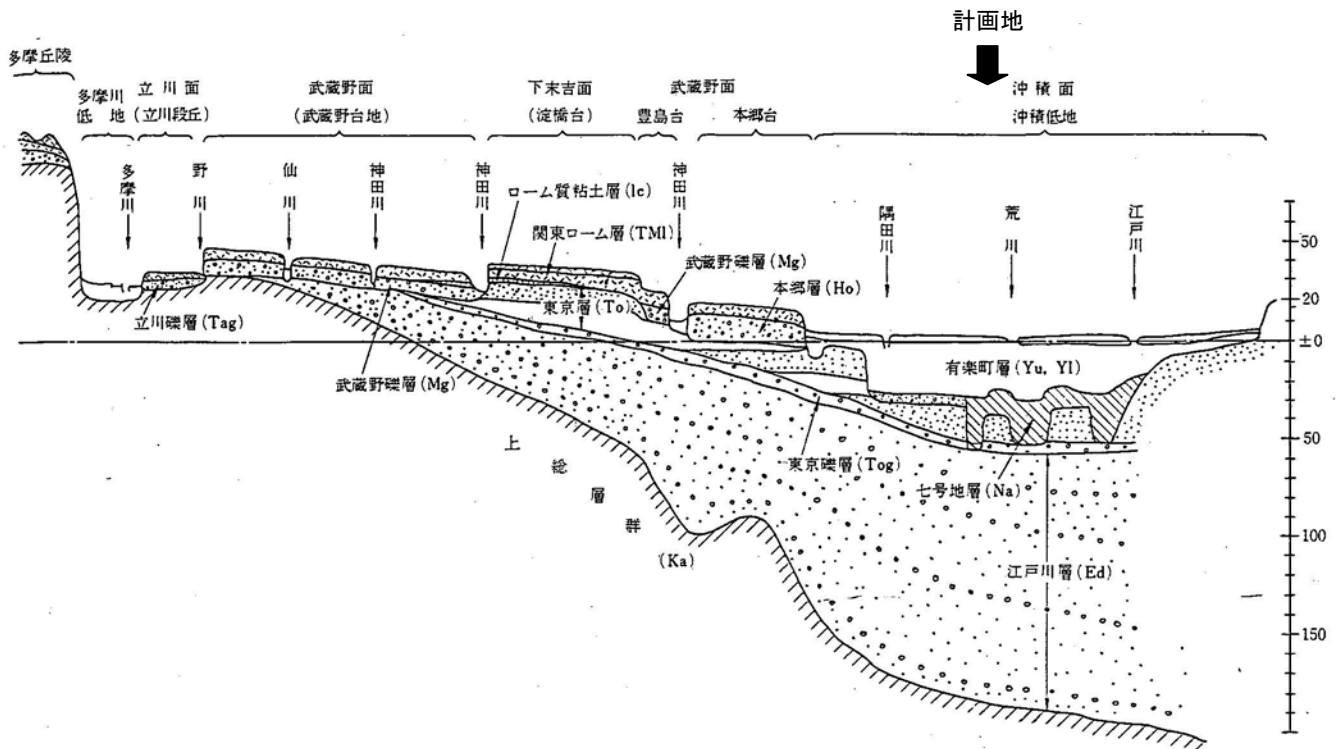 計画地
多摩丘陵
多摩川
低地
立川面
(立川段丘)
武蔵野面
(武蔵野台地)
下末吉面
(淀橋台)
武蔵野面
豊島台
本郷台
沖積面
沖積低地
多摩川
野川
仙川
神田川
神田川
神田川
隅田川
荒川
江戸川
ローム質粘土層(lc)
関東ローム層(TMl)
武蔵野礫層(Mg)
本郷層(Ho)
東京層(To)
立川礫層(Tag)
武蔵野礫層(Mg)
有楽町層(Yu, Yl)
東京礫層(Tog)
七号地層(Na)
上総層群
(Ka)
江戸川層(Ed)
50
20
±0
50
100
150